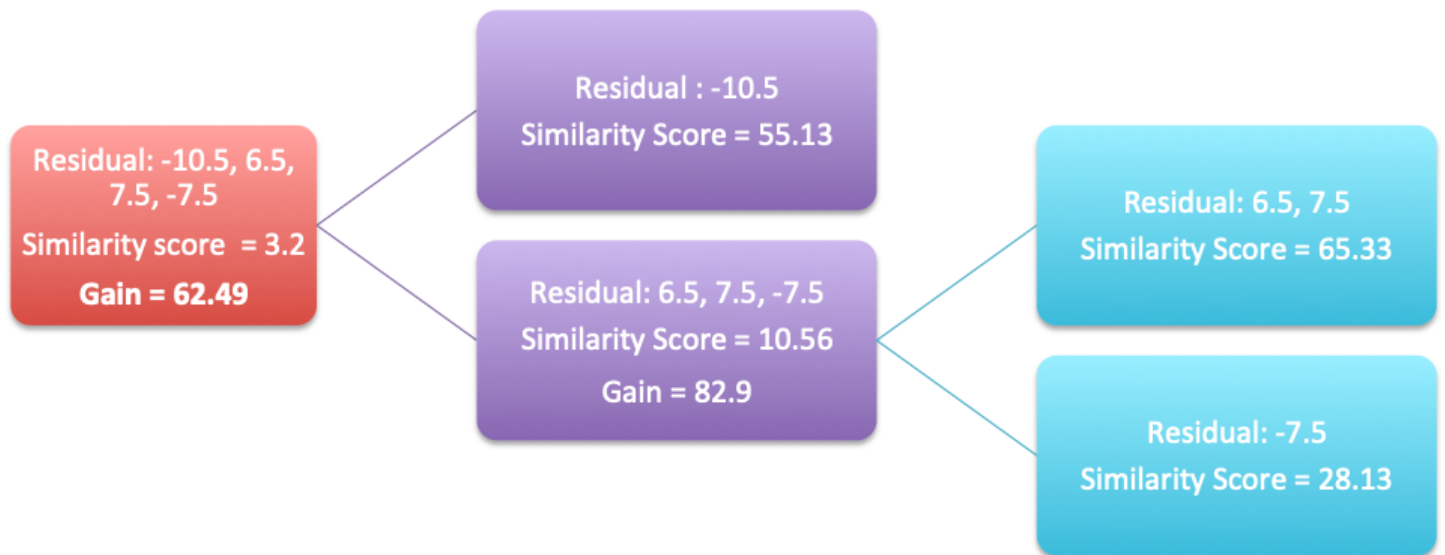 Residual: -10.5, 6.5,
7.5, -7.5
Similarity score  = 3.2
Gain = 62.49
Residual : -10.5
Similarity Score = 55.13
Residual: 6.5, 7.5, -7.5
Similarity Score = 10.56
Gain = 82.9
Residual: 6.5, 7.5
Similarity Score = 65.33
Residual: -7.5
Similarity Score = 28.13